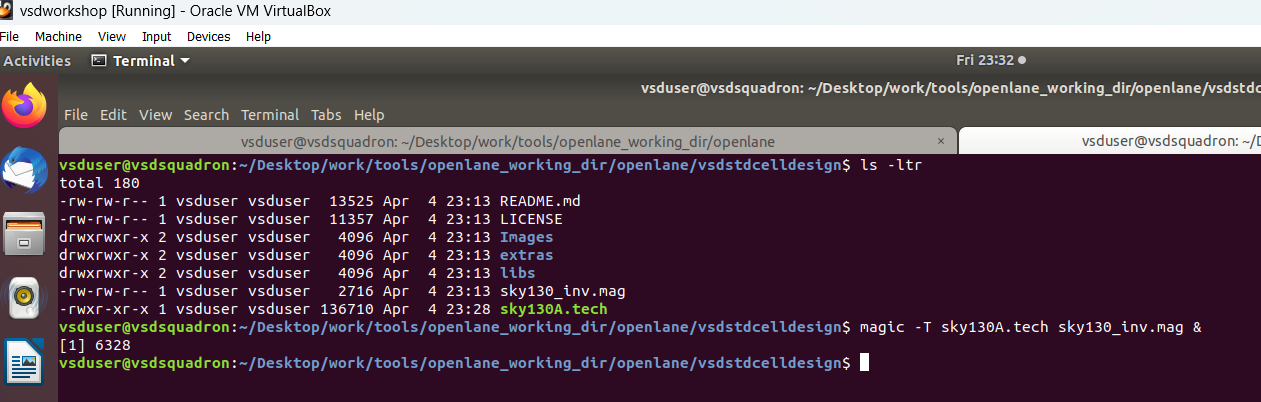 vsdworkshop [Running] - Oracle VM VirtualBox
File Machine View Input Devices Help
Activities Terminal Fri 23:32
vsduser@vsdsquadron: ~/Desktop/work/tools/openlane_working_dir/openlane/vsdstdc
File Edit View Search Terminal Tabs Help
vsduser@vsdsquadron: ~/Desktop/work/tools/openlane_working_dir/openlane × vsduser@vsdsquadron: ~/D
vsduser@vsdsquadron:~/Desktop/work/tools/openlane_working_dir/openlane/vsdstdcelldesign$ ls -ltr
total 180
-rw-rw-r-- 1 vsduser vsduser  13525 Apr  4 23:13 README.md
-rw-rw-r-- 1 vsduser vsduser  11357 Apr  4 23:13 LICENSE
drwxrwxr-x 2 vsduser vsduser   4096 Apr  4 23:13 Images
drwxrwxr-x 2 vsduser vsduser   4096 Apr  4 23:13 extras
drwxrwxr-x 2 vsduser vsduser   4096 Apr  4 23:13 libs
-rw-rw-r-- 1 vsduser vsduser   2716 Apr  4 23:13 sky130_inv.mag
-rwxr-xr-x 1 vsduser vsduser 136710 Apr  4 23:28 sky130A.tech
vsduser@vsdsquadron:~/Desktop/work/tools/openlane_working_dir/openlane/vsdstdcelldesign$ magic -T sky130A.tech sky130_inv.mag &
[1] 6328
vsduser@vsdsquadron:~/Desktop/work/tools/openlane_working_dir/openlane/vsdstdcelldesign$